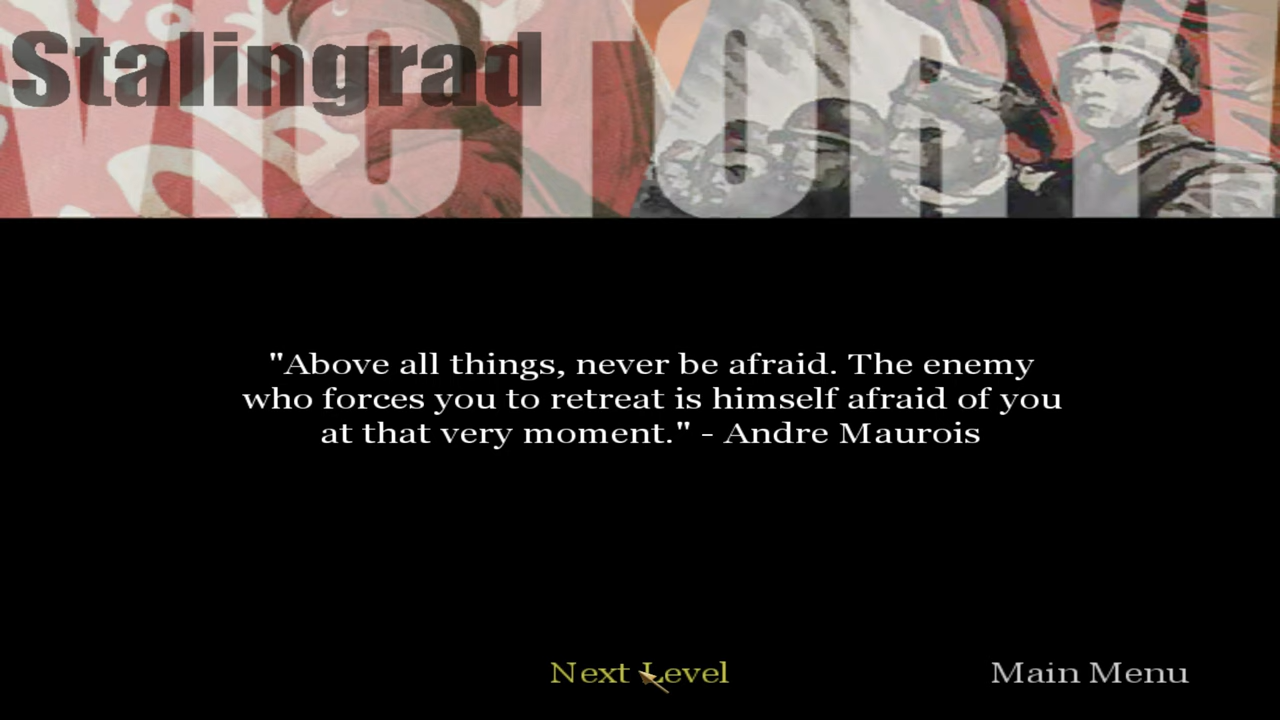 VICTORY!
Stalingrad
"Above all things, never be afraid. The enemy
who forces you to retreat is himself afraid of you
at that very moment." - Andre Maurois
Next Level
Main Menu